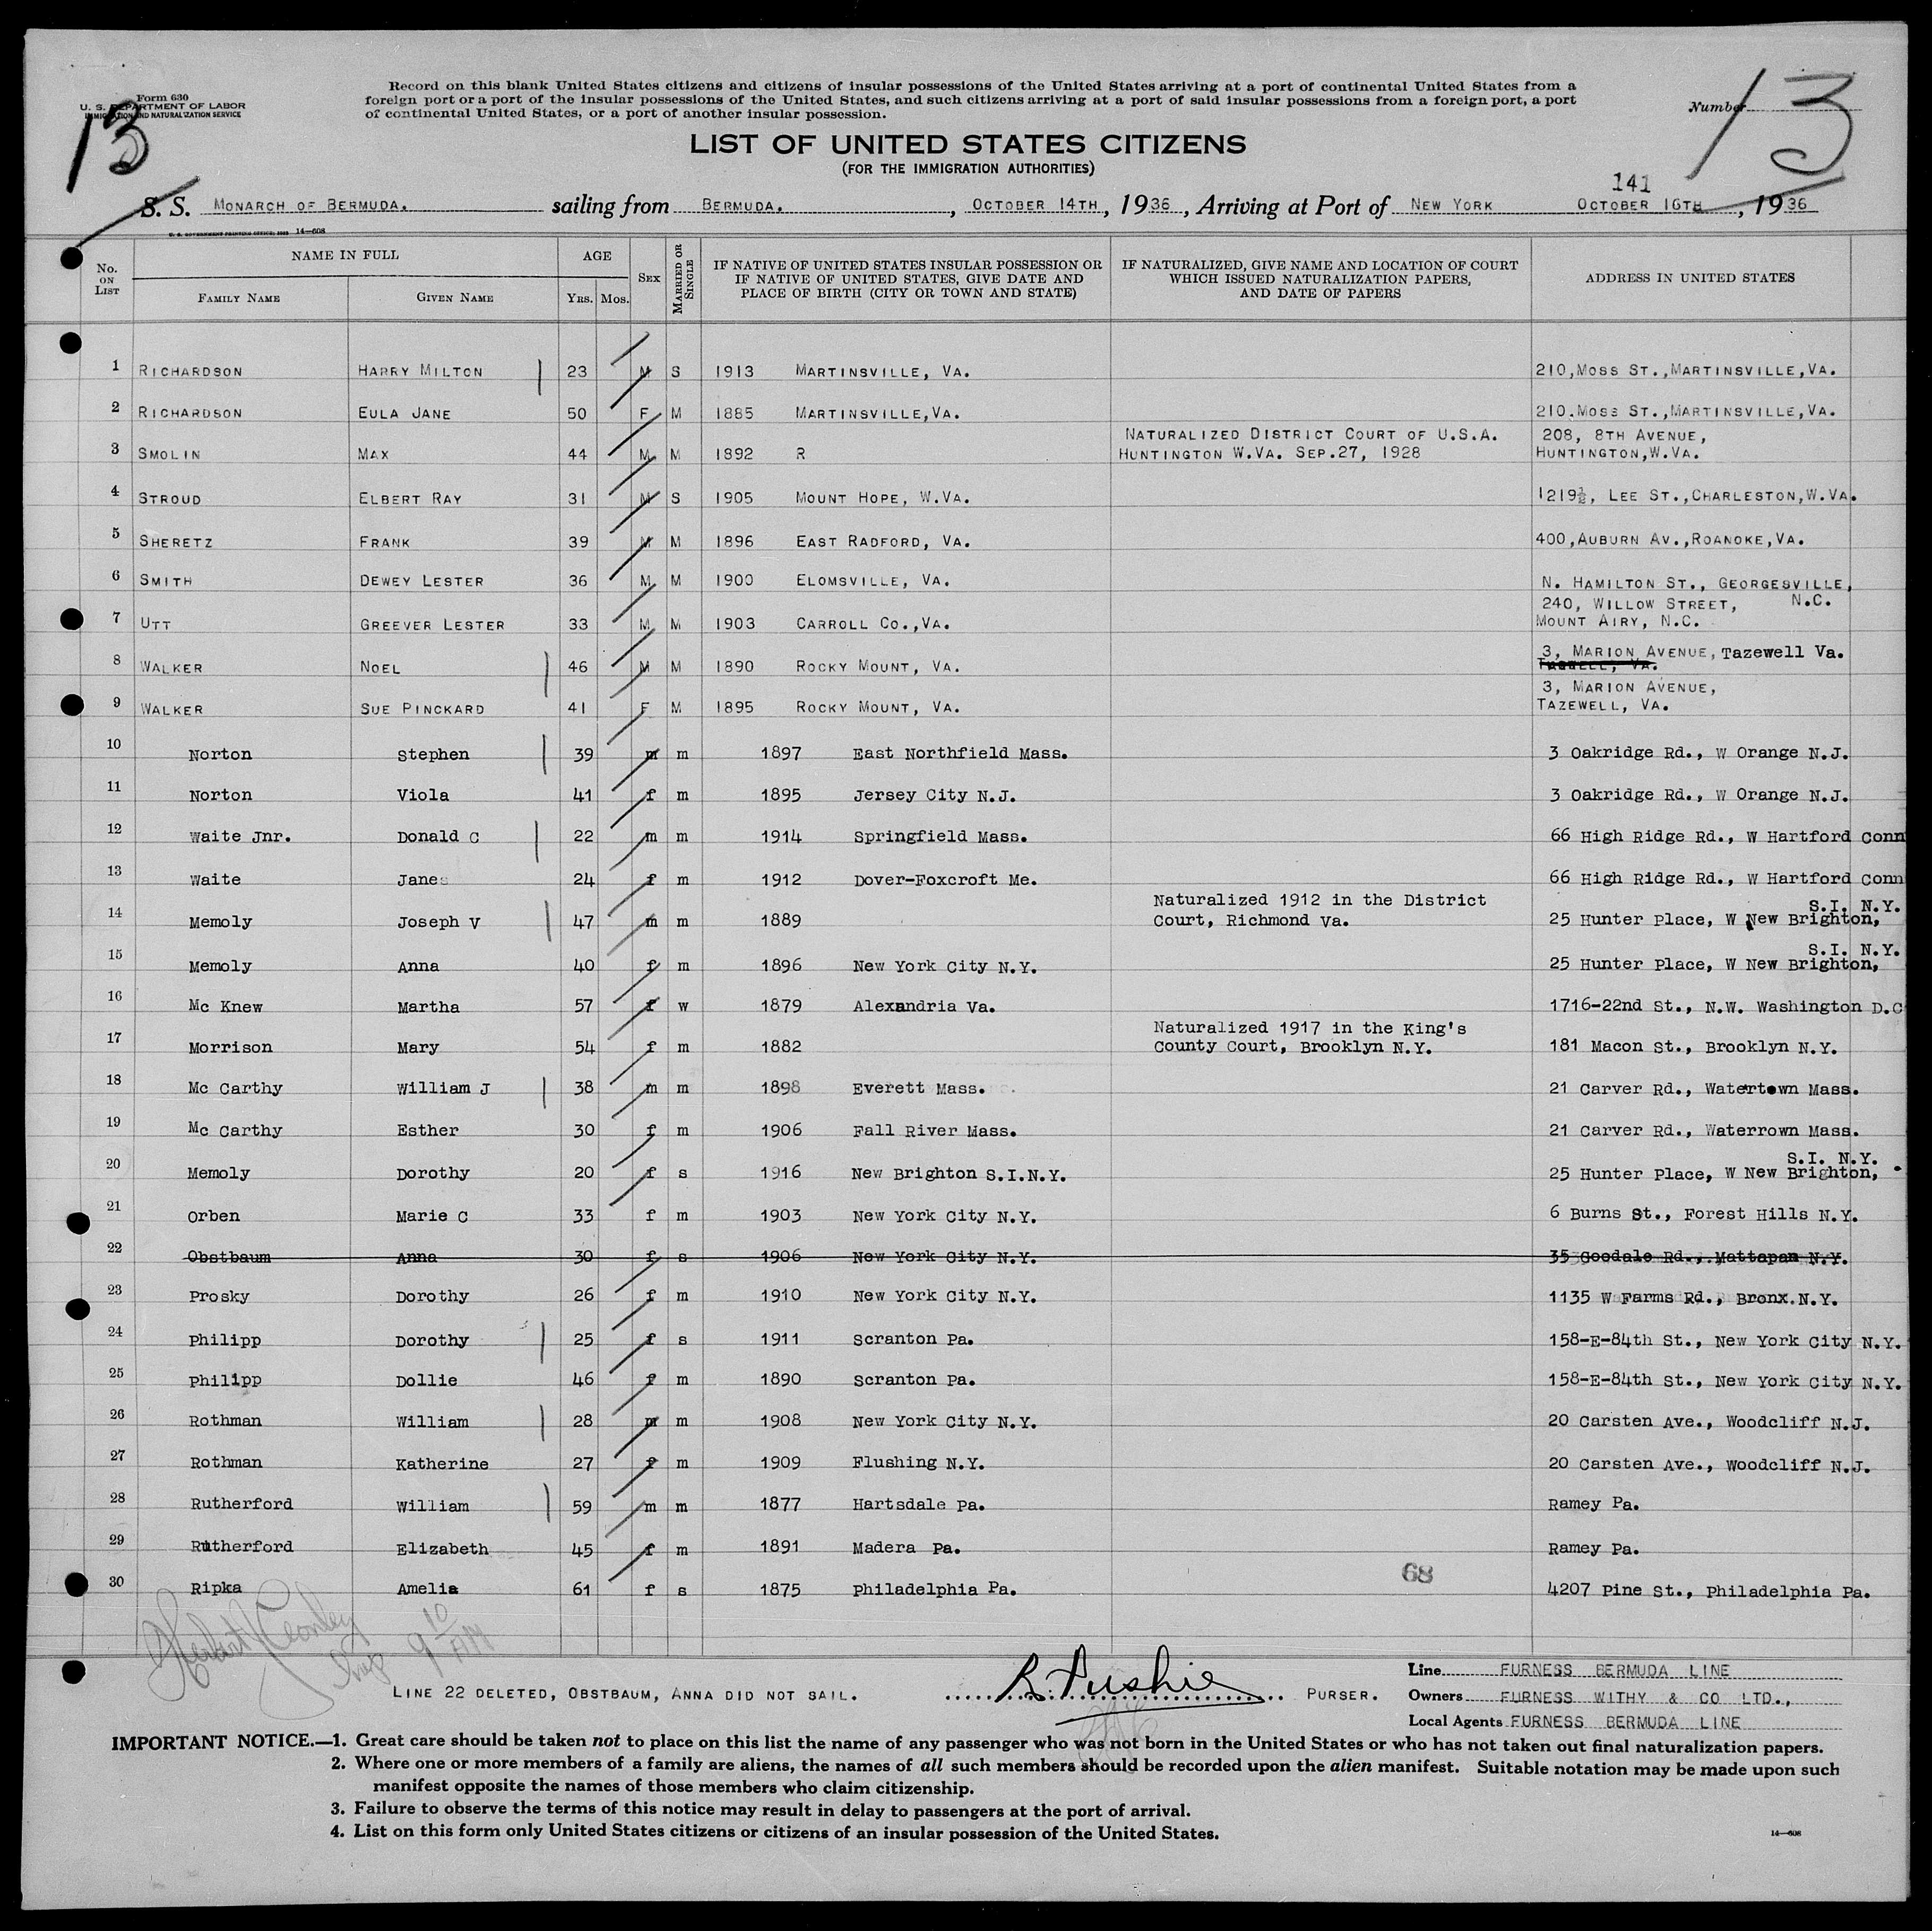 Form 630
U. S. DEPARTMENT OF LABOR
IMMIGRATION AND NATURALIZATION SERVICE
13
Record on this blank United States citizens and citizens of insular possessions of the United States arriving at a port of continental United States from a
foreign port or a port of the insular possessions of the United States, and such citizens arriving at a port of said insular possessions from a foreign port, a port
of continental United States, or a port of another insular possession.
Number 13
LIST OF UNITED STATES CITIZENS
(FOR THE IMMIGRATION AUTHORITIES)
141
S. S. MONARCH OF BERMUDA. sailing from BERMUDA. , OCTOBER 14TH, 1936, Arriving at Port of NEW YORK OCTOBER 16TH, 1936
U. S. GOVERNMENT PRINTING OFFICE: 14—608
No. ON LIST NAME IN FULL FAMILY NAME GIVEN NAME AGE YRS. MOS. SEX MARRIED OR SINGLE IF NATIVE OF UNITED STATES INSULAR POSSESSION OR IF NATIVE OF UNITED STATES, GIVE DATE AND PLACE OF BIRTH (CITY OR TOWN AND STATE) IF NATURALIZED, GIVE NAME AND LOCATION OF COURT WHICH ISSUED NATURALIZATION PAPERS, AND DATE OF PAPERS ADDRESS IN UNITED STATES
1 RICHARDSON HARRY MILTON 23 M S 1913 MARTINSVILLE, VA. 210,MOSS ST.,MARTINSVILLE,VA.
2 RICHARDSON EULA JANE 50 F M 1885 MARTINSVILLE,VA. 210.MOSS ST.,MARTINSVILLE,VA.
NATURALIZED DISTRICT COURT OF U.S.A. 208, 8TH AVENUE,
3 SMOLIN MAX 44 M M 1892 R HUNTINGTON W.VA. SEP.27, 1928 HUNTINGTON,W.VA.
4 STROUD ELBERT RAY 31 M S 1905 MOUNT HOPE, W.VA. 1219½, LEE ST.,CHARLESTON,W.VA.
5 SHERETZ FRANK 39 M M 1896 EAST RADFORD, VA. 400,AUBURN AV.,ROANOKE,VA.
6 SMITH DEWEY LESTER 36 M M 1900 ELOMSVILLE, VA. N. HAMILTON ST., GEORGESVILLE,
240, WILLOW STREET, N.C.
7 UTT GREEVER LESTER 33 M M 1903 CARROLL CO.,VA. MOUNT AIRY, N.C.
8 WALKER NOEL 46 M M 1890 ROCKY MOUNT, VA. 3, MARION AVENUE, Tazewell Va.
3, MARION AVENUE,
9 WALKER SUE PINCKARD 41 F M 1895 ROCKY MOUNT, VA. TAZEWELL, VA.
10 Norton Stephen 39 m m 1897 East Northfield Mass. 3 Oakridge Rd., W Orange N.J.
11 Norton Viola 41 f m 1895 Jersey City N.J. 3 Oakridge Rd., W Orange N.J.
12 Waite Jnr. Donald C 22 m m 1914 Springfield Mass. 66 High Ridge Rd., W Hartford Conn
13 Waite Jane 24 f m 1912 Dover-Foxcroft Me. 66 High Ridge Rd., W Hartford Conn
Naturalized 1912 in the District S.I. N.Y.
14 Memoly Joseph V 47 m m 1889 Court, Richmond Va. 25 Hunter Place, W New Brighton,
S.I. N.Y.
15 Memoly Anna 40 f m 1896 New York City N.Y. 25 Hunter Place, W New Brighton,
16 Mc Knew Martha 57 f w 1879 Alexandria Va. 1716-22nd St., N.W. Washington D.C
Naturalized 1917 in the King's
17 Morrison Mary 54 f m 1882 County Court, Brooklyn N.Y. 181 Macon St., Brooklyn N.Y.
18 Mc Carthy William J 38 m m 1898 Everett Mass. 21 Carver Rd., Watertown Mass.
19 Mc Carthy Esther 30 f m 1906 Fall River Mass. 21 Carver Rd., Waterrown Mass.
S.I. N.Y.
20 Memoly Dorothy 20 f s 1916 New Brighton S.I.N.Y. 25 Hunter Place, W New Brighton,
21 Orben Marie C 33 f m 1903 New York City N.Y. 6 Burns St., Forest Hills N.Y.
22 Obstbaum Anna 30 f s 1906 New York City N.Y. 35 Goodale Rd., Mattapan N.Y.
23 Prosky Dorothy 26 f m 1910 New York City N.Y. 1135 W Farms Rd., Bronx.N.Y.
24 Philipp Dorothy 25 f s 1911 Scranton Pa. 158-E-84th St., New York City N.Y.
25 Philipp Dollie 46 f m 1890 Scranton Pa. 158-E-84th St., New York City N.Y.
26 Rothman William 28 m m 1908 New York City N.Y. 20 Carsten Ave., Woodcliff N.J.
27 Rothman Katherine 27 f m 1909 Flushing N.Y. 20 Carsten Ave., Woodcliff N.J.
28 Rutherford William 59 m m 1877 Hartsdale Pa. Ramey Pa.
29 Rutherford Elizabeth 45 f m 1891 Madera Pa. Ramey Pa.
68
30 Ripka Amelia 61 f s 1875 Philadelphia Pa. 4207 Pine St., Philadelphia Pa.
9 10 AM
LINE 22 DELETED, OBSTBAUM, ANNA DID NOT SAIL. PURSER.
Line FURNESS BERMUDA LINE
Owners FURNESS WITHY & CO LTD.,
Local Agents FURNESS BERMUDA LINE
IMPORTANT NOTICE.—1. Great care should be taken not to place on this list the name of any passenger who was not born in the United States or who has not taken out final naturalization papers.
2. Where one or more members of a family are aliens, the names of all such members should be recorded upon the alien manifest. Suitable notation may be made upon such
manifest opposite the names of those members who claim citizenship.
3. Failure to observe the terms of this notice may result in delay to passengers at the port of arrival.
4. List on this form only United States citizens or citizens of an insular possession of the United States.
14—608